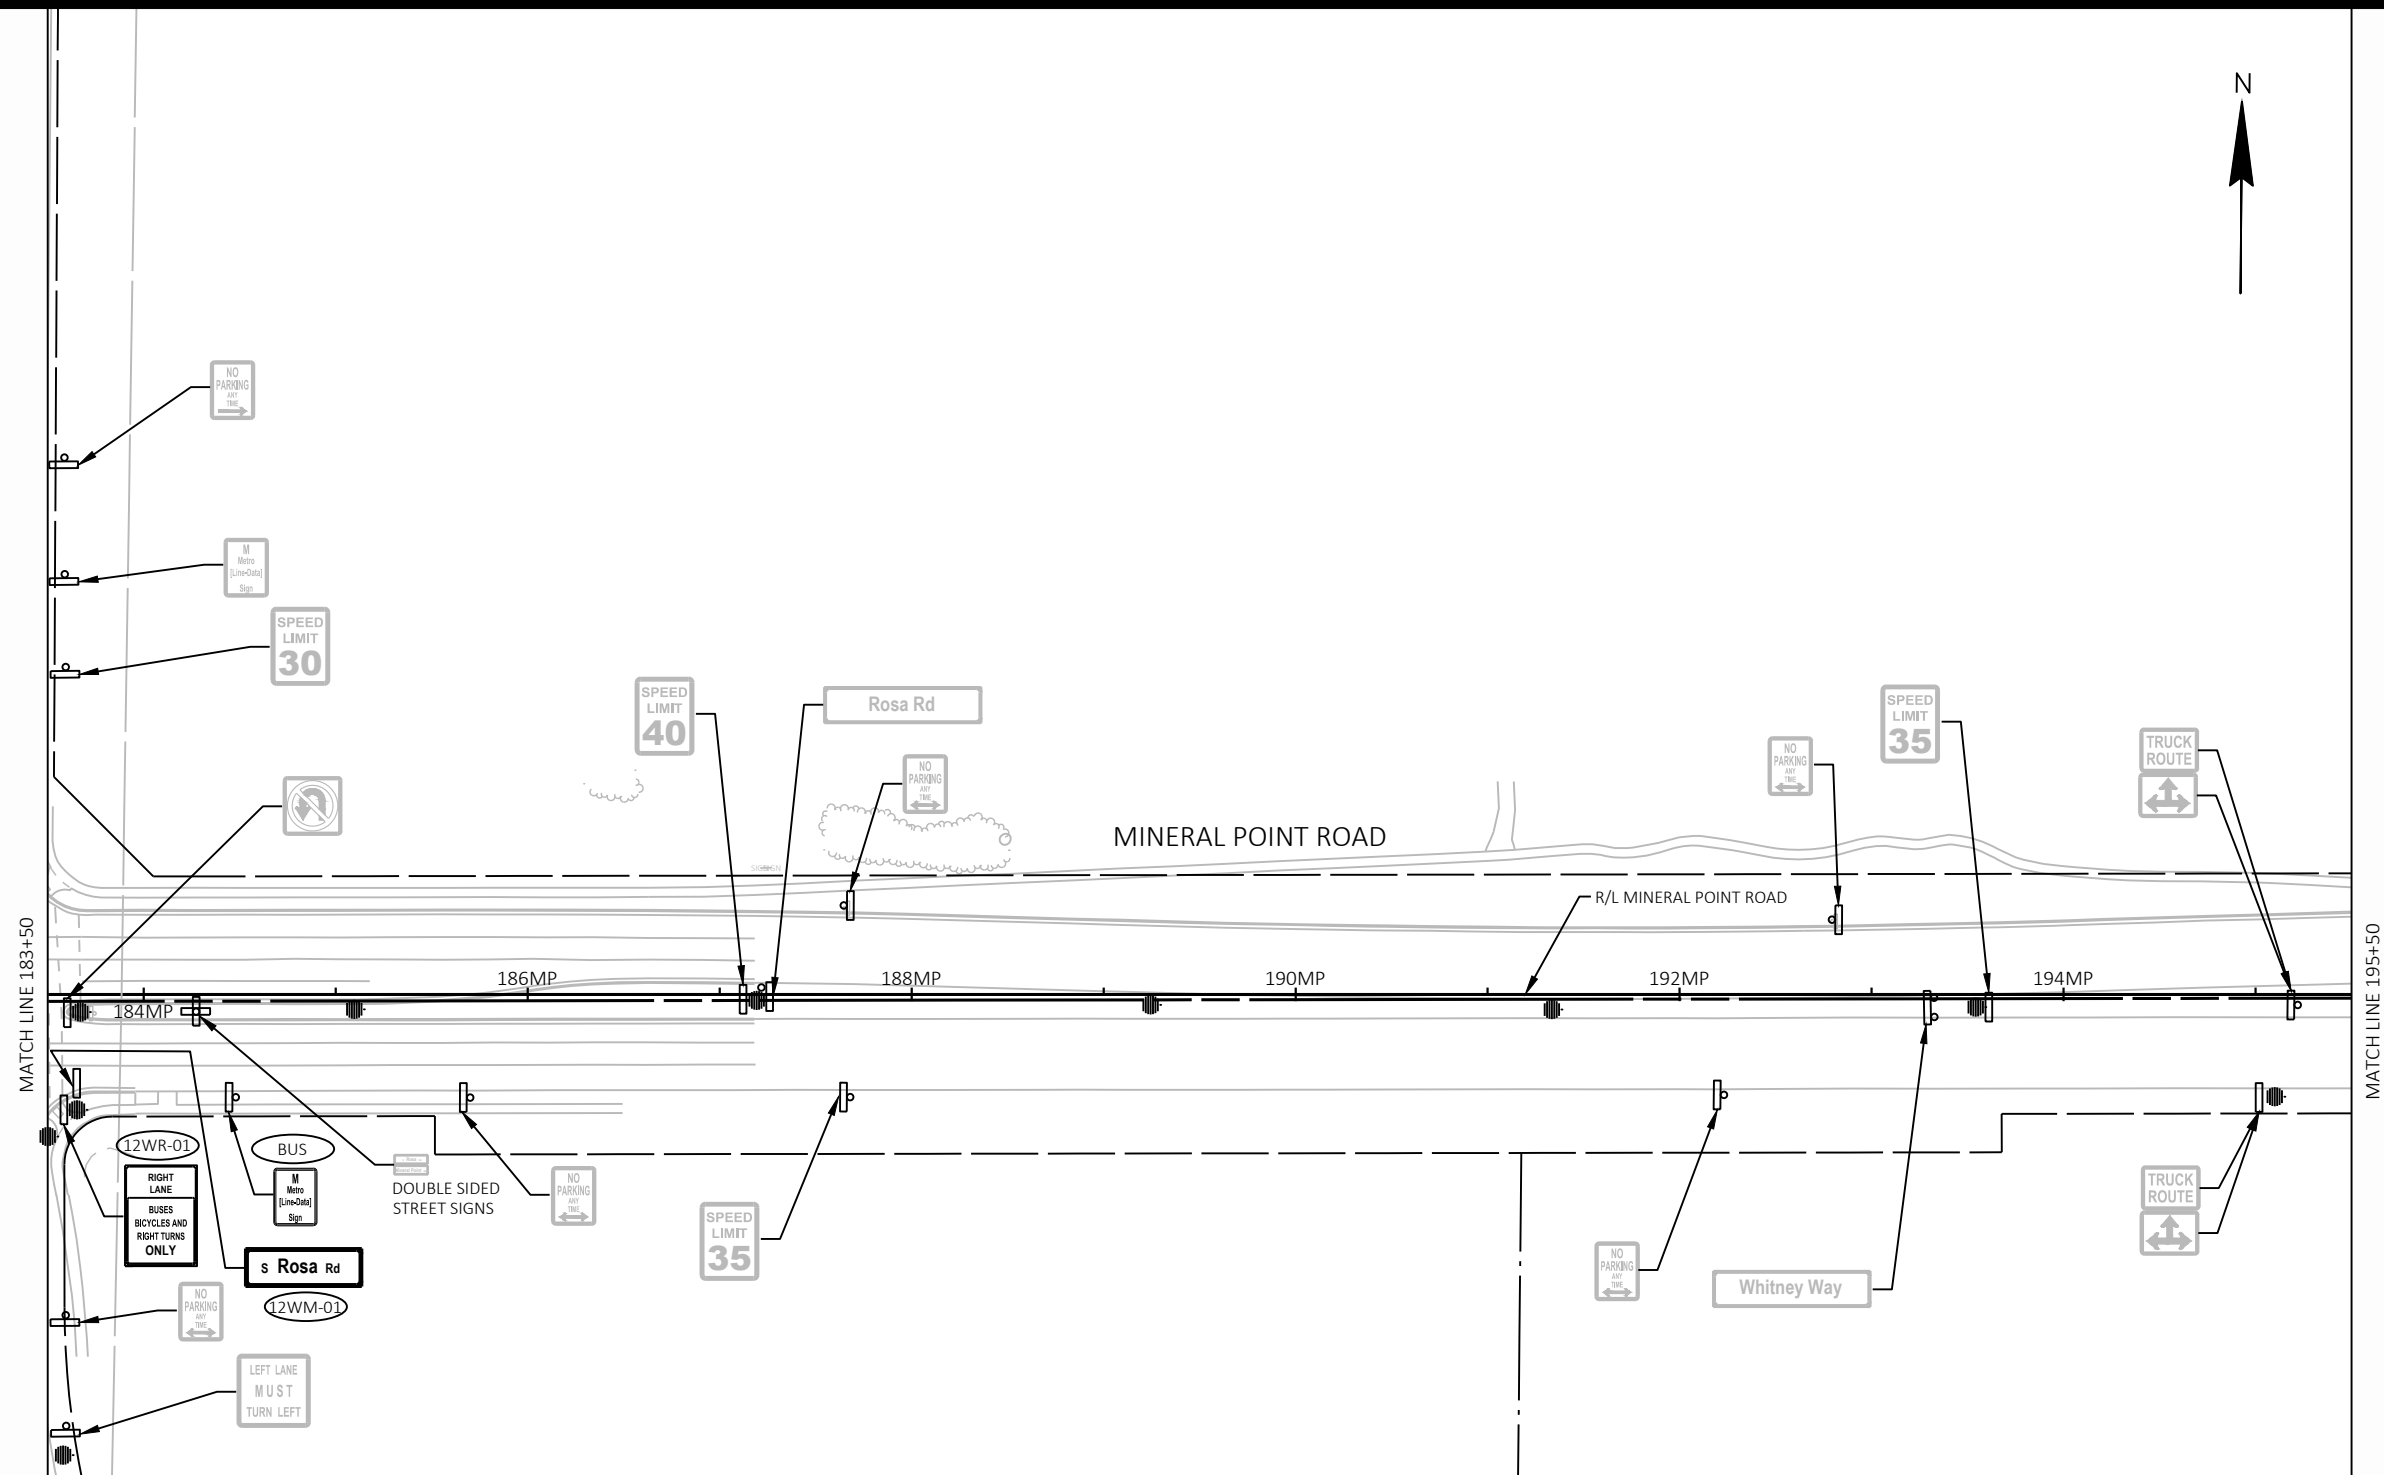 N
NO
PARKING
ANY
TIME
M
Metro
[Line-Data]
Sign
SPEED
LIMIT
30
SPEED
LIMIT
40
Rosa Rd
NO
PARKING
ANY
TIME
NO
PARKING
ANY
TIME
SPEED
LIMIT
35
TRUCK
ROUTE
MINERAL POINT ROAD
R/L MINERAL POINT ROAD
MATCH LINE 183+50
184MP
186MP
188MP
190MP
192MP
194MP
MATCH LINE 195+50
12WR-01
RIGHT
LANE
BUSES
BICYCLES AND
RIGHT TURNS
ONLY
BUS
M
Metro
[Line-Data]
Sign
Rosa
Mineral Point
DOUBLE SIDED
STREET SIGNS
NO
PARKING
ANY
TIME
SPEED
LIMIT
35
NO
PARKING
ANY
TIME
Whitney Way
TRUCK
ROUTE
S Rosa Rd
12WM-01
NO
PARKING
ANY
TIME
LEFT LANE
MUST
TURN LEFT